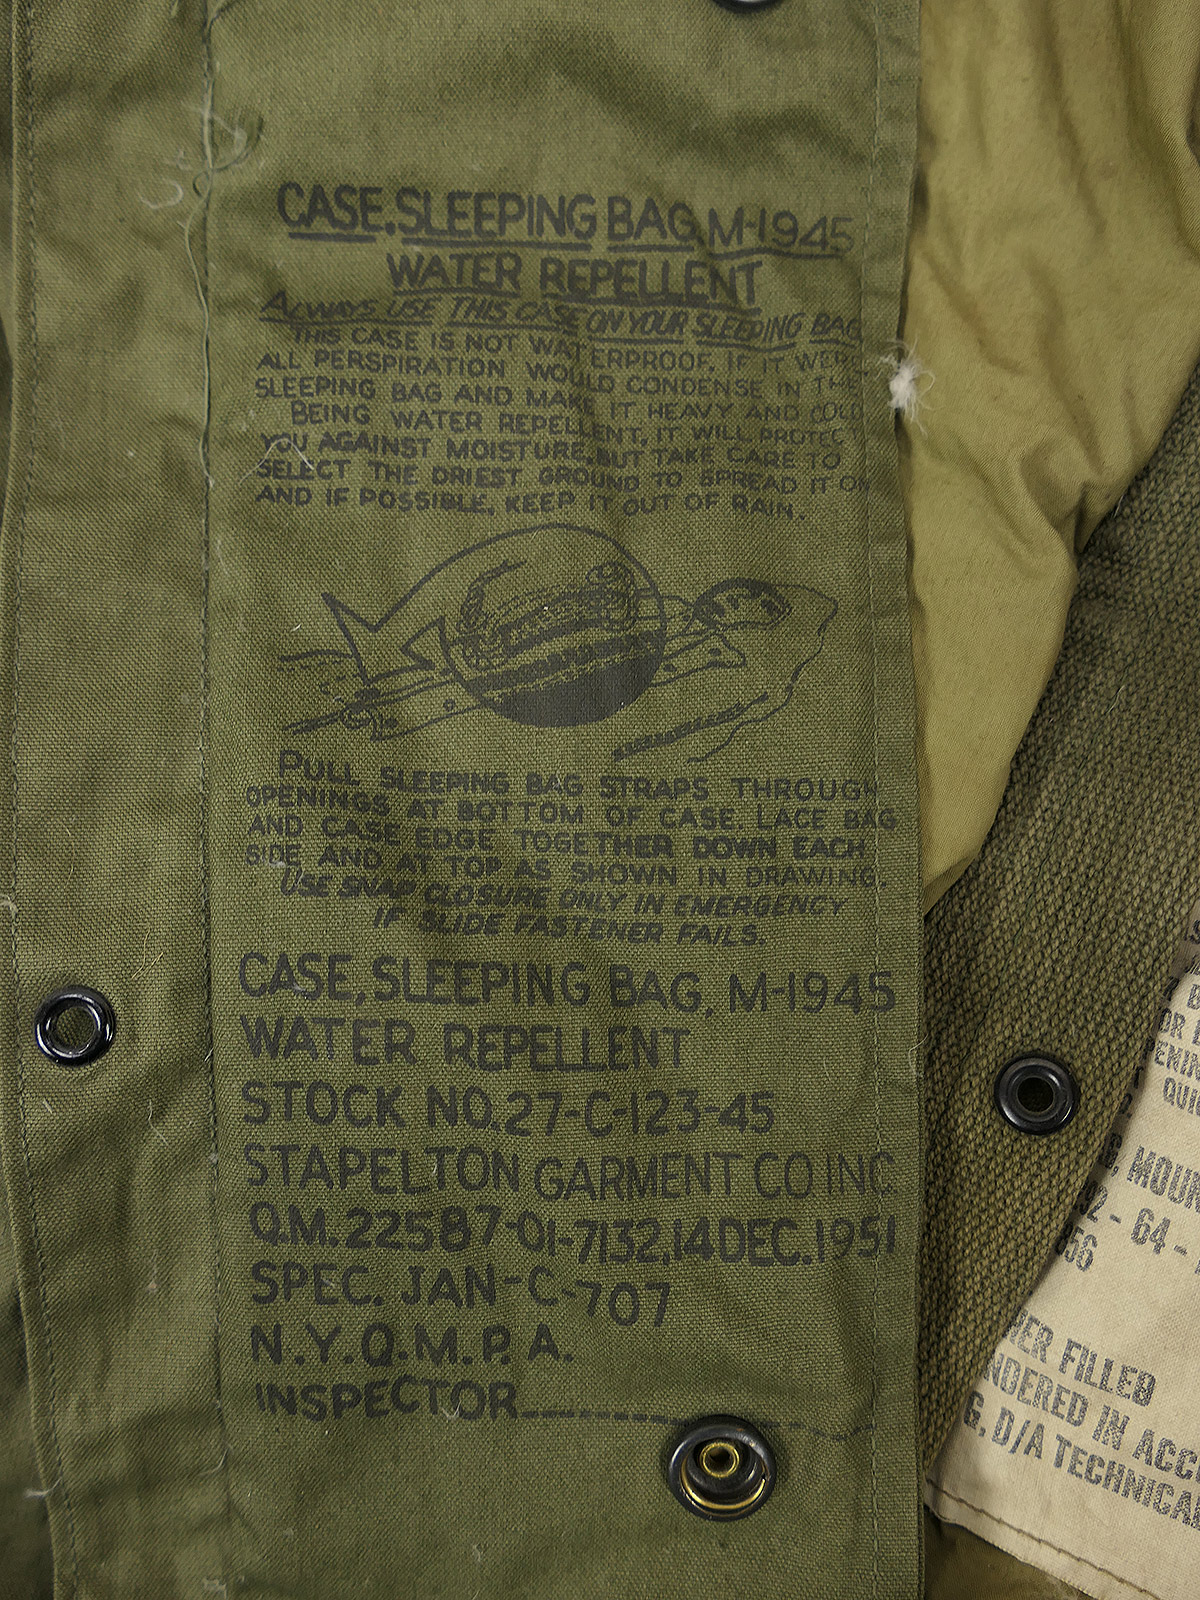 CASE, SLEEPING BAG, M-1945
WATER REPELLENT
ALWAYS USE THIS CASE ON YOUR SLEEPING BAG
THIS CASE IS NOT WATERPROOF. IF IT WERE
ALL PERSPIRATION WOULD CONDENSE IN THE
SLEEPING BAG AND MAKE IT HEAVY AND COLD
BEING WATER REPELLENT, IT WILL PROTECT
YOU AGAINST MOISTURE, BUT TAKE CARE TO
SELECT THE DRIEST GROUND TO SPREAD IT ON
AND IF POSSIBLE, KEEP IT OUT OF RAIN.
PULL SLEEPING BAG STRAPS THROUGH
OPENINGS AT BOTTOM OF CASE. LACE BAG
AND CASE EDGE TOGETHER DOWN EACH
SIDE AND AT TOP AS SHOWN IN DRAWING.
USE SNAP CLOSURE ONLY IN EMERGENCY
IF SLIDE FASTENER FAILS.
CASE, SLEEPING BAG, M-1945
WATER REPELLENT
STOCK NO. 27-C-123-45
STAPELTON GARMENT CO. INC
Q.M. 22587-01-7132, 14 DEC. 1951
SPEC. JAN-C-707
N.Y.Q.M.P.A.
INSPECTOR
FILLED
IN
D/A